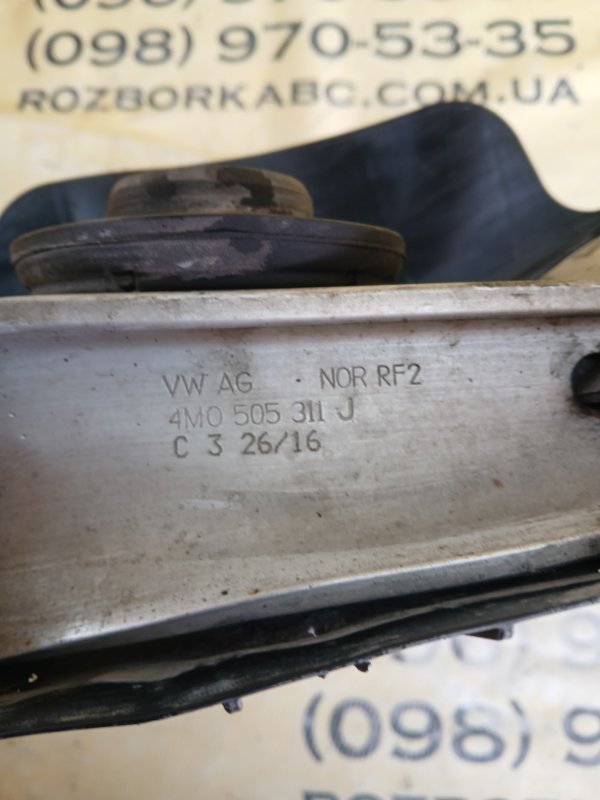 (098) 970-53-35
ROZBORKABC.COM.UA
VW AG NOR RF2
4M0 505 311 J
C 3 26/16
(098) 9